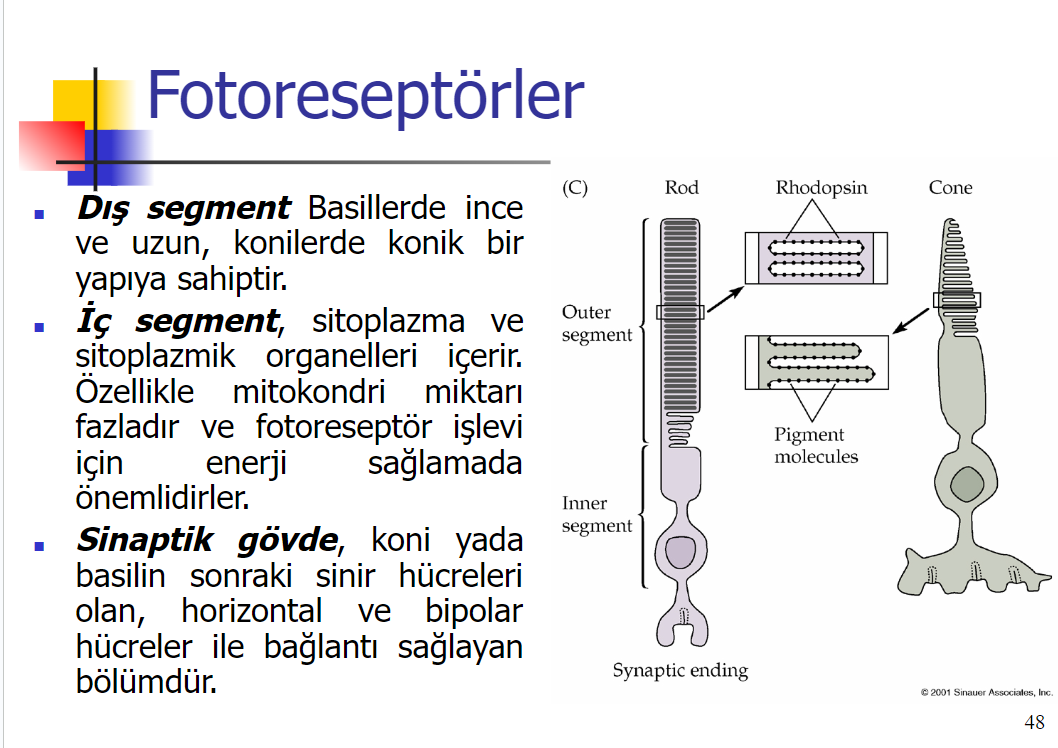 Fotoreseptörler
Dış segment Basillerde ince
ve uzun, konilerde konik bir
yapıya sahiptir.
İç segment, sitoplazma ve
sitoplazmik organelleri içerir.
Özellikle mitokondri miktarı
fazladır ve fotoreseptör işlevi
için enerji sağlamada
önemlidirler.
Sinaptik gövde, koni yada
basilin sonraki sinir hücreleri
olan, horizontal ve bipolar
hücreler ile bağlantı sağlayan
bölümdür.
(C)
Rod
Rhodopsin
Cone
Outer
segment
Pigment
molecules
Inner
segment
Synaptic ending
© 2001 Sinauer Associates, Inc.
48